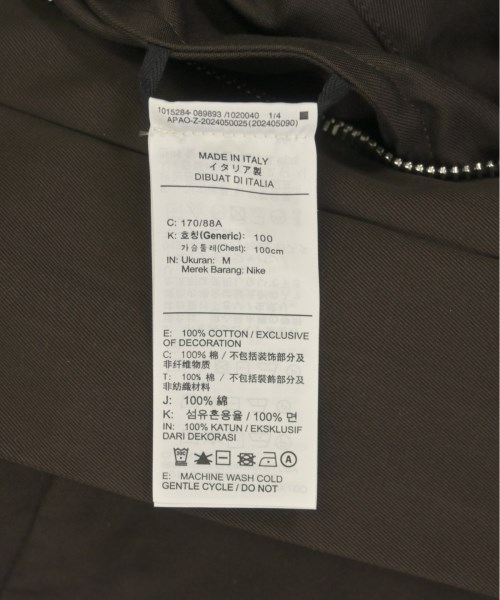 1015284- 089893 /1020040 1/4
APAO-Z-2024050025(202405090)
MADE IN ITALY
イタリア製
DIBUAT DI ITALIA
C: 170/88A
K: 호칭(Generic): 100
가슴둘레(Chest): 100cm
IN: Ukuran: M
Merek Barang: Nike
E: 100% COTTON / EXCLUSIVE
OF DECORATION
C: 100% 棉 / 不包括装饰部分及
非纤维物质
T: 100% 棉 / 不包括裝飾部分及
非紡織材料
J: 100% 綿
K: 섬유혼용율 / 100% 면
IN: 100% KATUN / EKSKLUSIF
DARI DEKORASI
E: MACHINE WASH COLD
GENTLE CYCLE / DO NOT